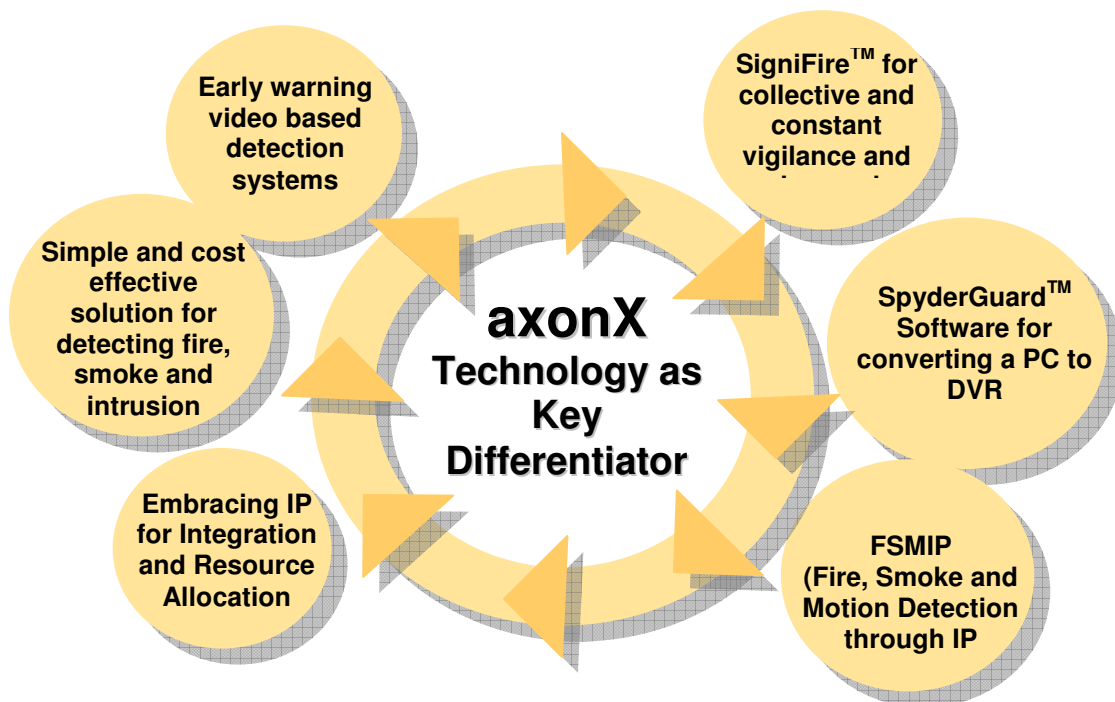 Early warning
video based
detection
systems
Simple and cost
effective
solution for
detecting fire,
smoke and
intrusion
Embracing IP
for Integration
and Resource
Allocation
axonX
Technology as
Key
Differentiator
SigniFire™ for
collective and
constant
vigilance and
SpyderGuard™
Software for
converting a PC to
DVR
FSMIP
(Fire, Smoke and
Motion Detection
through IP